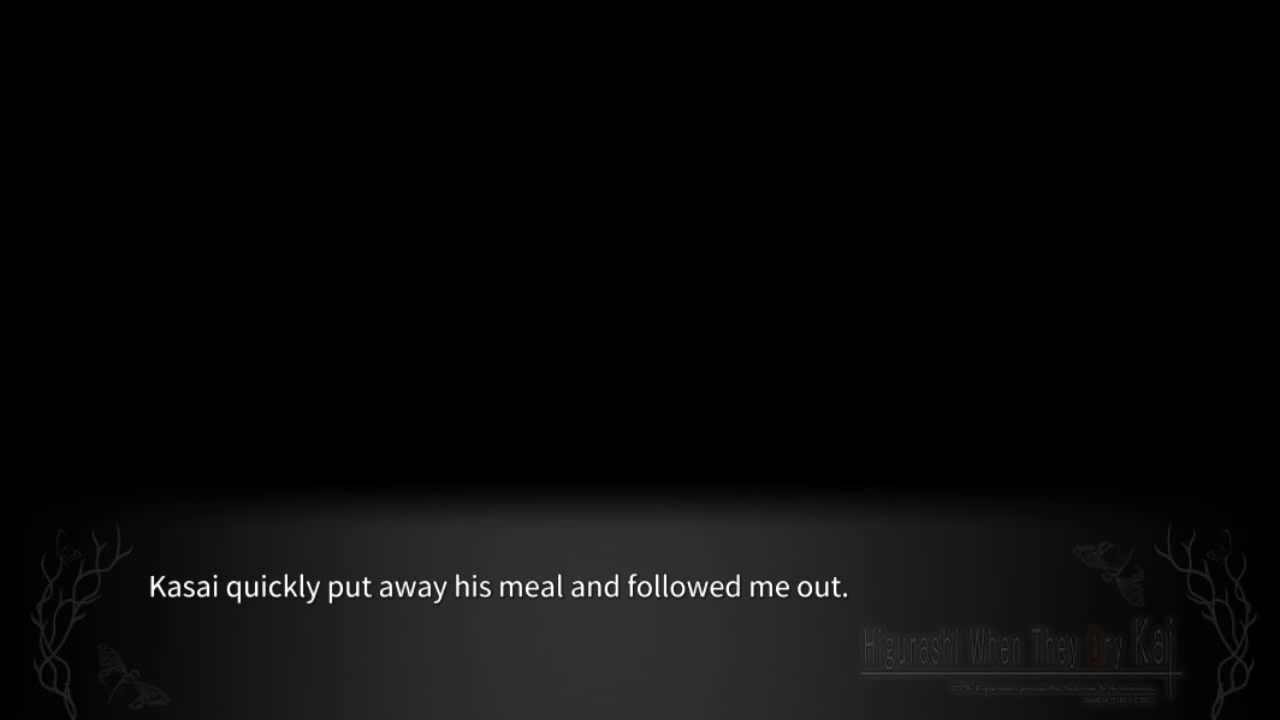 Kasai quickly put away his meal and followed me out.
Higurashi When They Cry Kai